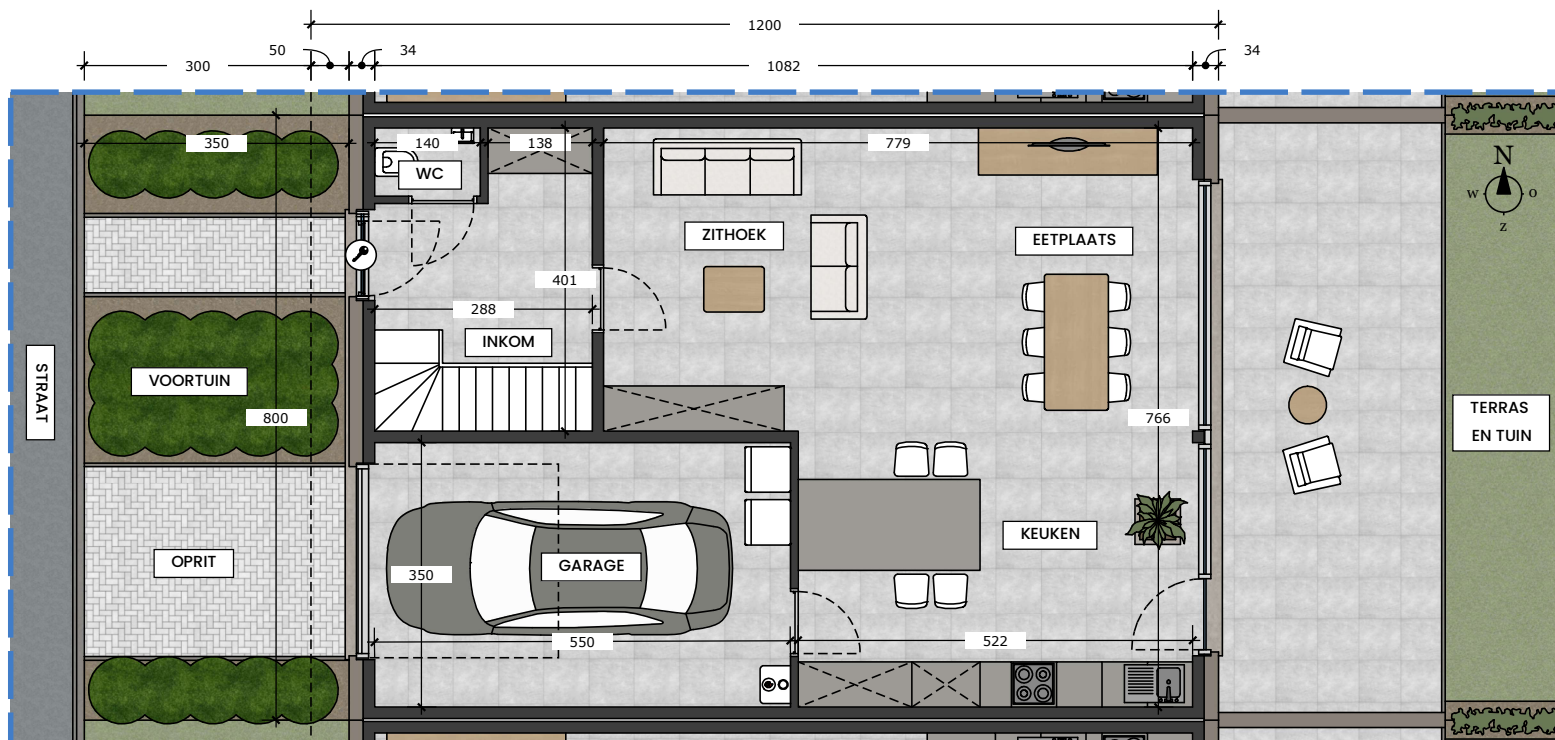 1200
50
34
34
300
1082
350
140
138
779
WC
N
W
O
Z
ZITHOEK
EETPLAATS
401
288
INKOM
STRAAT
VOORTUIN
800
766
TERRAS
EN TUIN
KEUKEN
OPRIT
GARAGE
350
550
522